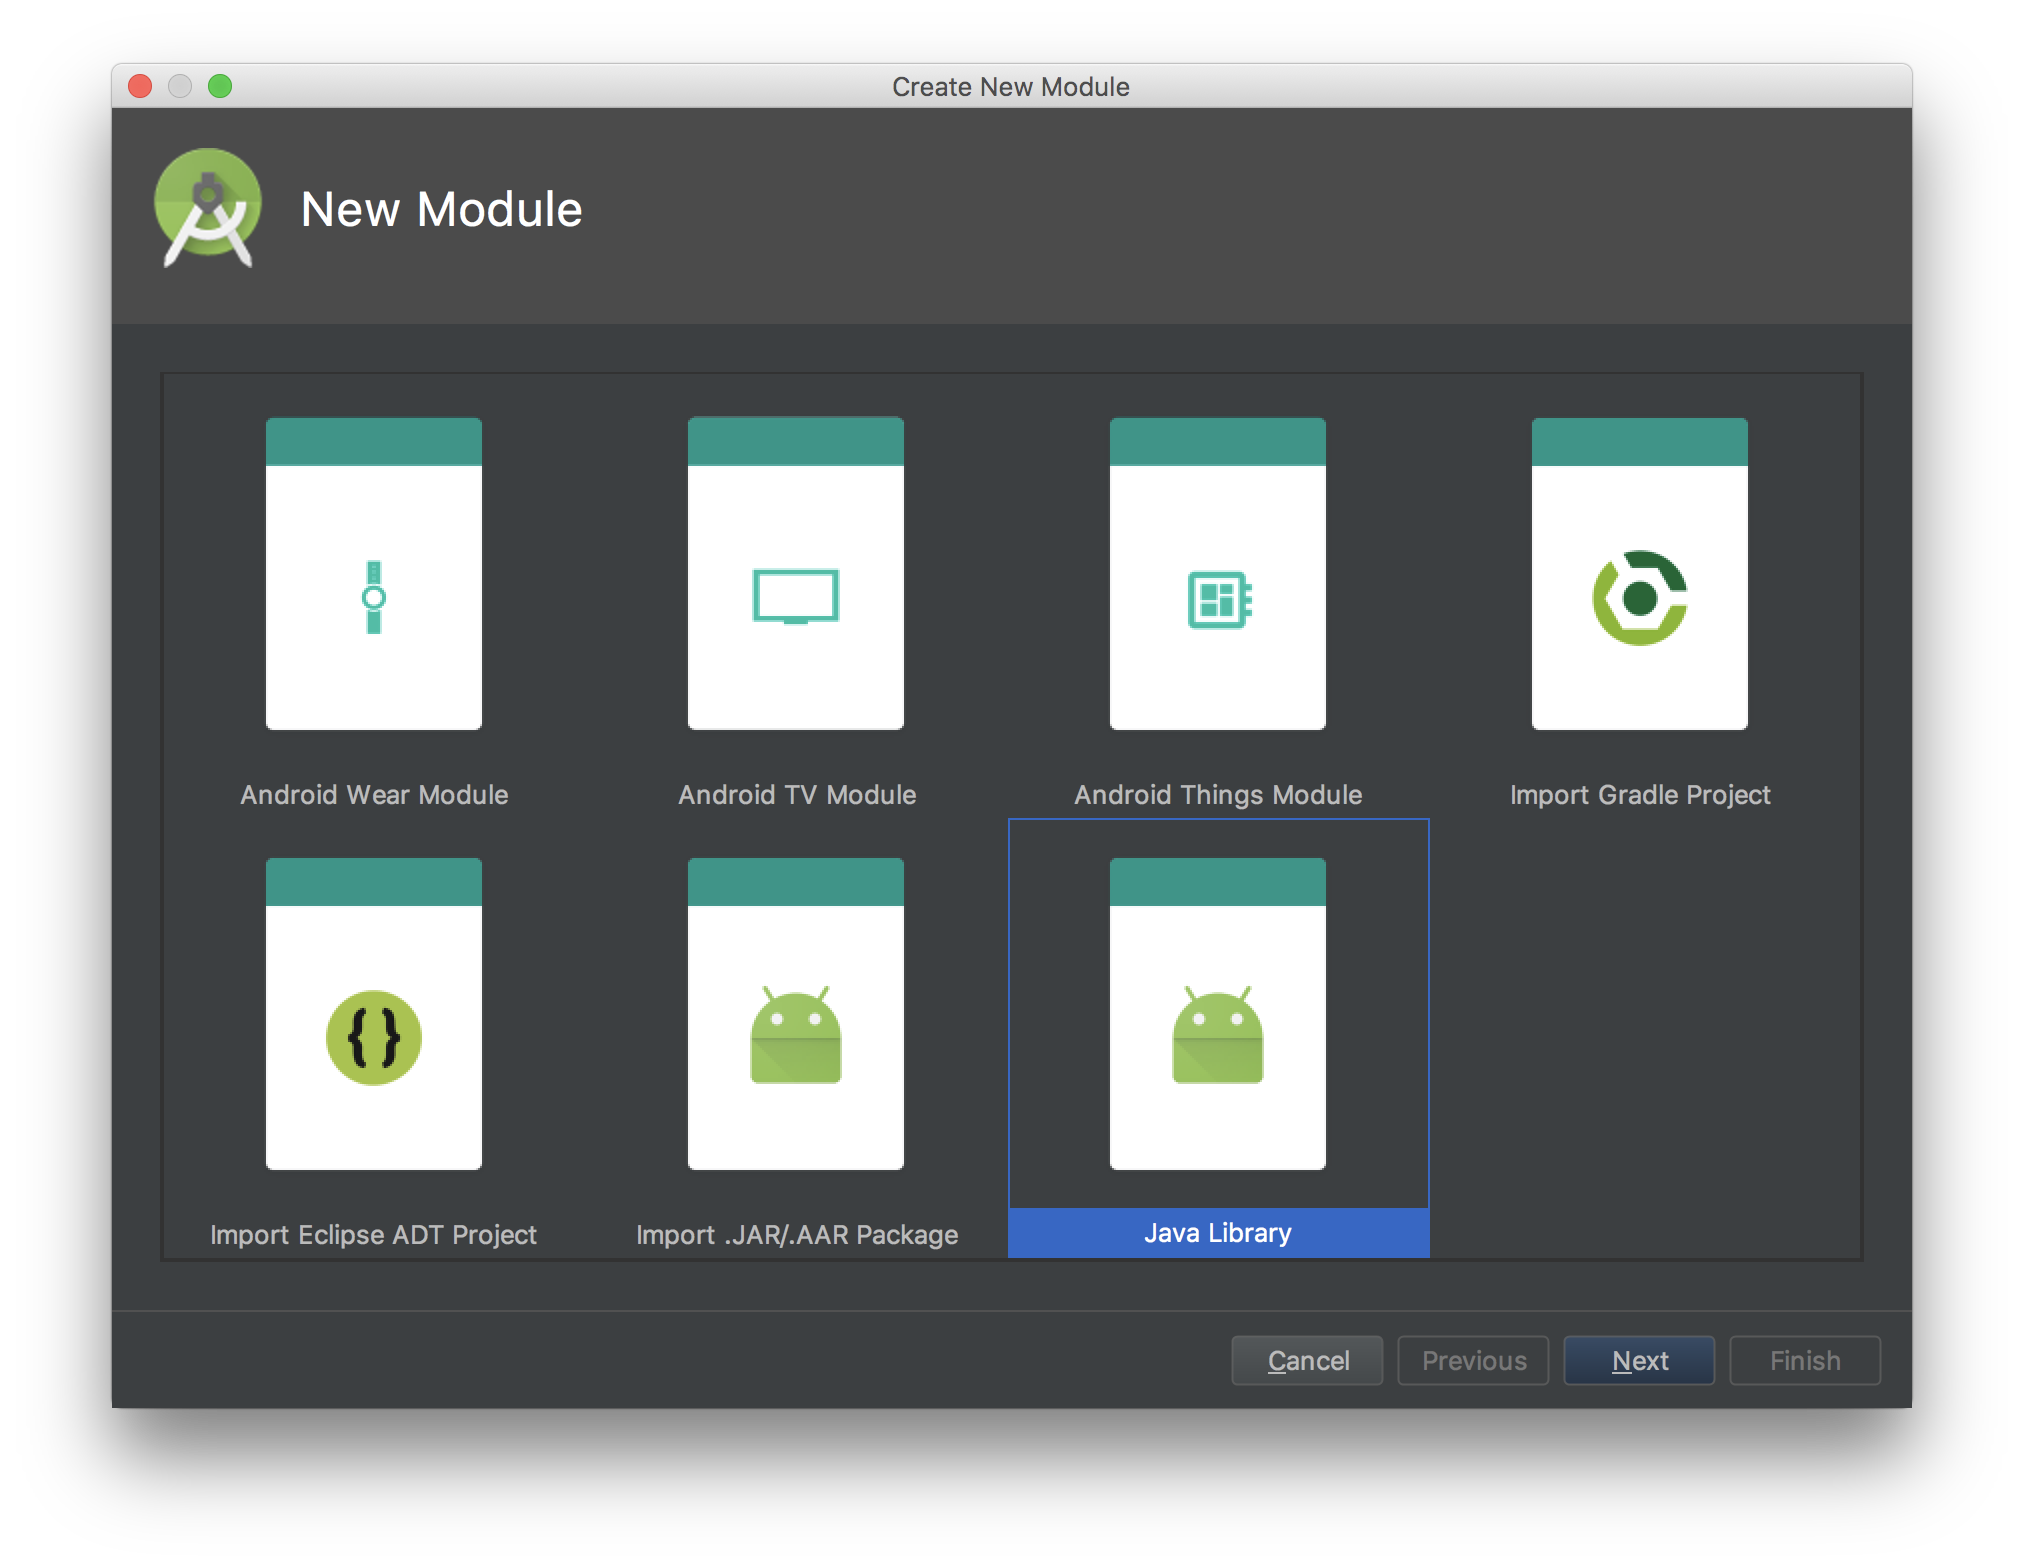 Create New Module
New Module
Android Wear Module
Android TV Module
Android Things Module
Import Gradle Project
{ }
Import Eclipse ADT Project
Import .JAR/.AAR Package
Java Library
Cancel
Previous
Next
Finish